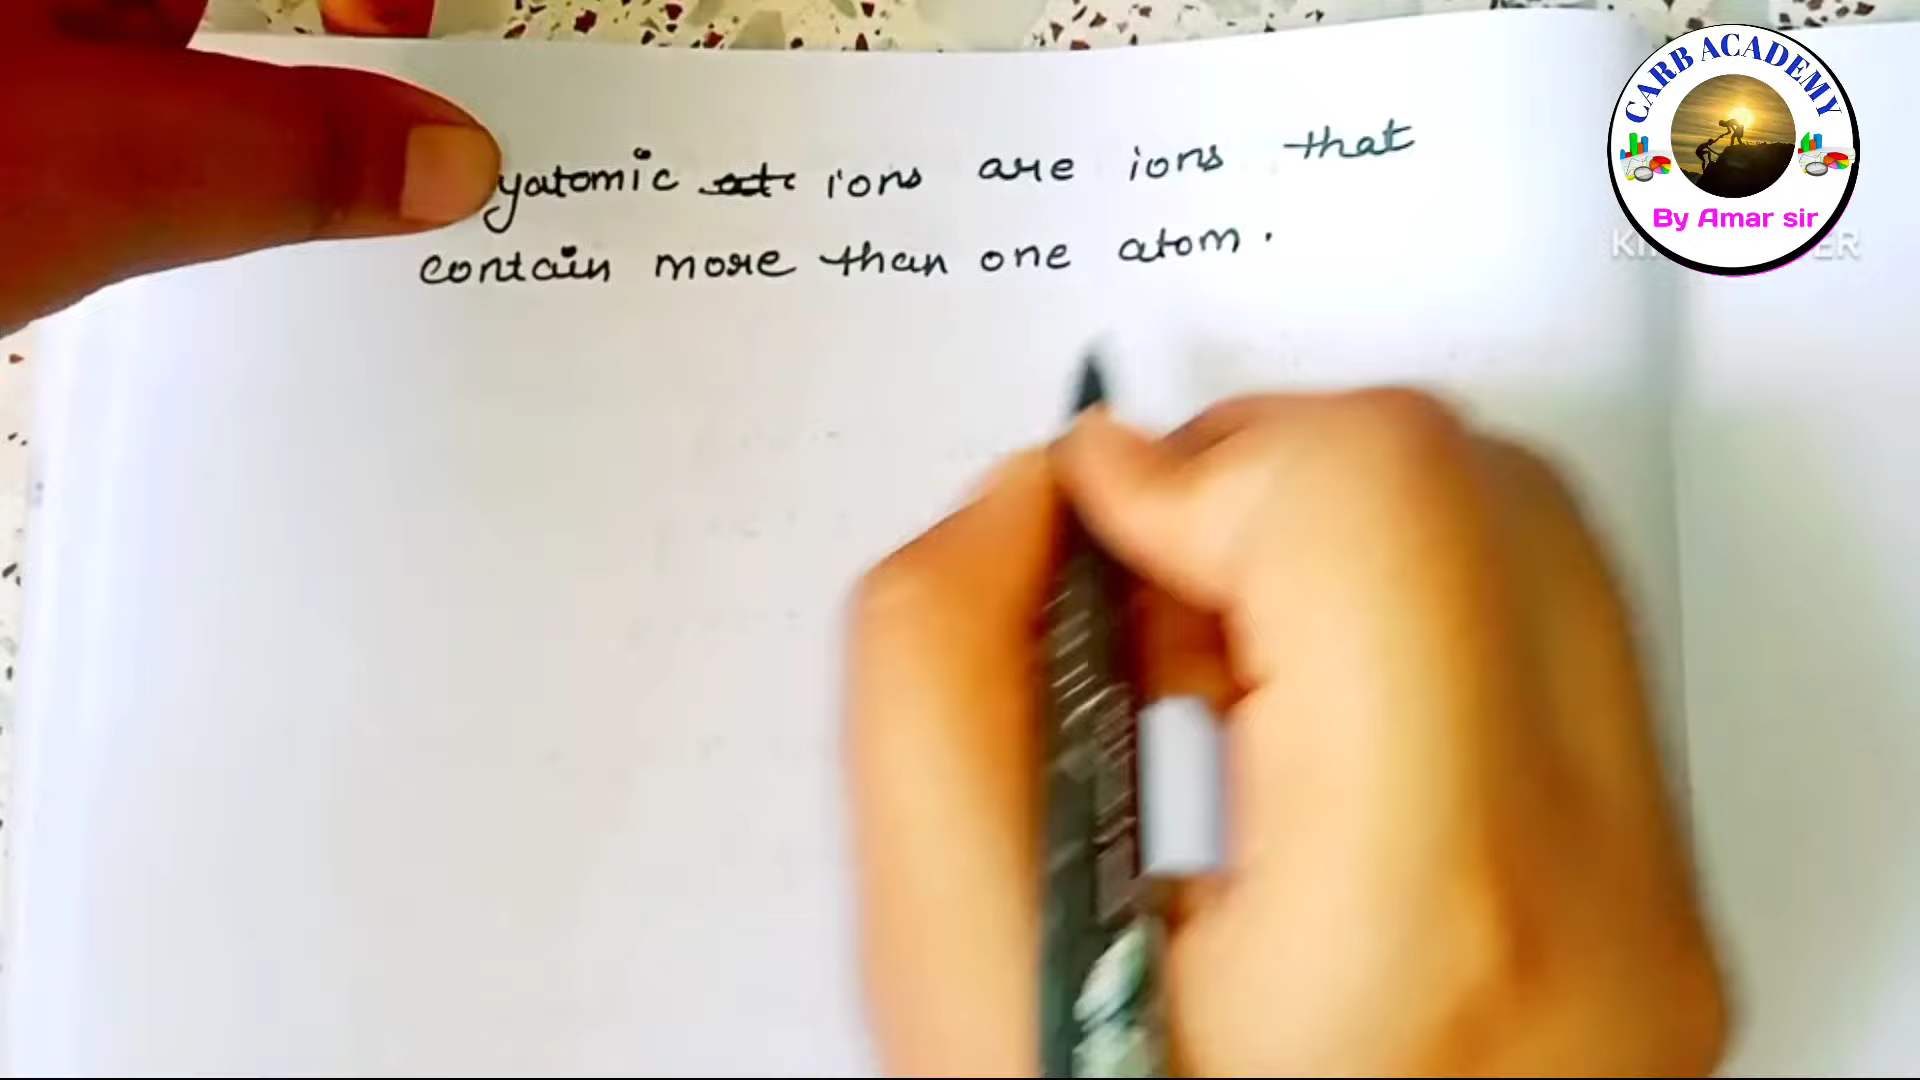 yatomic ions are ions that
contain more than one atom.
CARB ACADEMY
By Amar sir